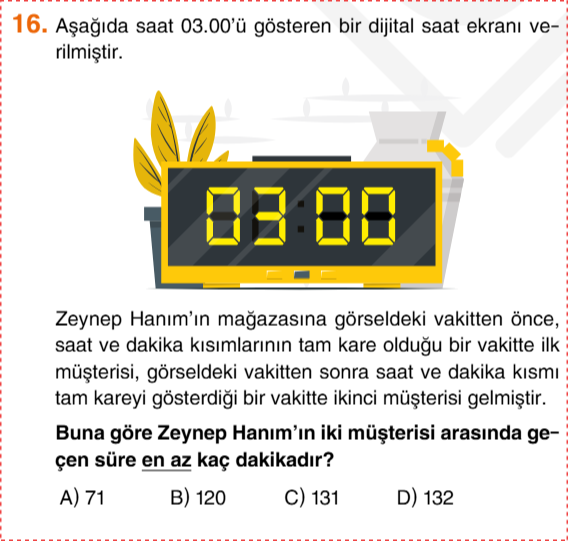 16. Aşağıda saat 03.00’ü gösteren bir dijital saat ekranı ve-
rilmiştir.
03:00
Zeynep Hanım’ın mağazasına görseldeki vakitten önce,
saat ve dakika kısımlarının tam kare olduğu bir vakitte ilk
müşterisi, görseldeki vakitten sonra saat ve dakika kısmı
tam kareyi gösterdiği bir vakitte ikinci müşterisi gelmiştir.
Buna göre Zeynep Hanım’ın iki müşterisi arasında ge-
çen süre en az kaç dakikadır?
A) 71 B) 120 C) 131 D) 132